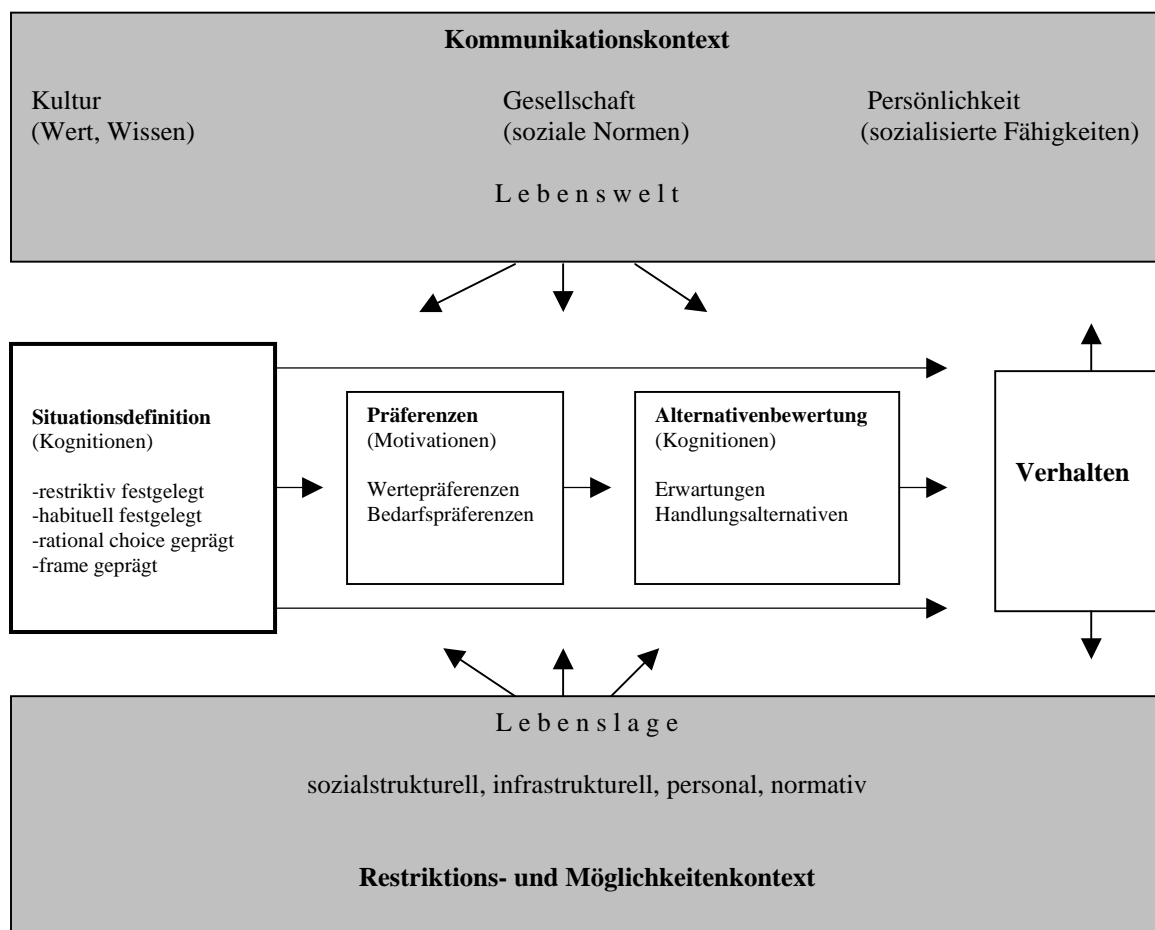 Kommunikationskontext
Kultur Gesellschaft Persönlichkeit
(Wert, Wissen) (soziale Normen) (sozialisierte Fähigkeiten)
L e b e n s w e l t
Situationsdefinition
(Kognitionen)
-restriktiv festgelegt
-habituell festgelegt
-rational choice geprägt
-frame geprägt
Präferenzen
(Motivationen)
Wertepräferenzen
Bedarfspräferenzen
Alternativenbewertung
(Kognitionen)
Erwartungen
Handlungsalternativen
Verhalten
L e b e n s l a g e
sozialstrukturell, infrastrukturell, personal, normativ
Restriktions- und Möglichkeitenkontext